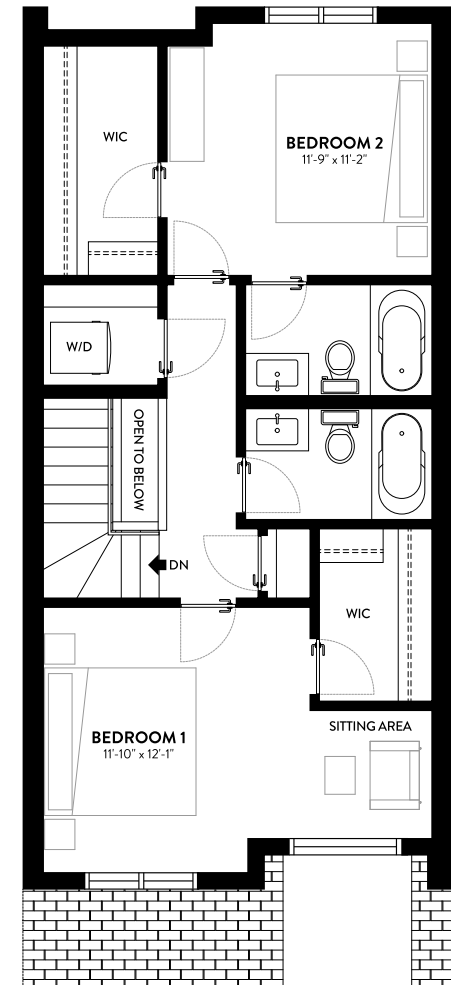 WIC
BEDROOM 2
11'-9" x 11'-2"
W/D
OPEN TO BELOW
DN
WIC
SITTING AREA
BEDROOM 1
11'-10" x 12'-1"